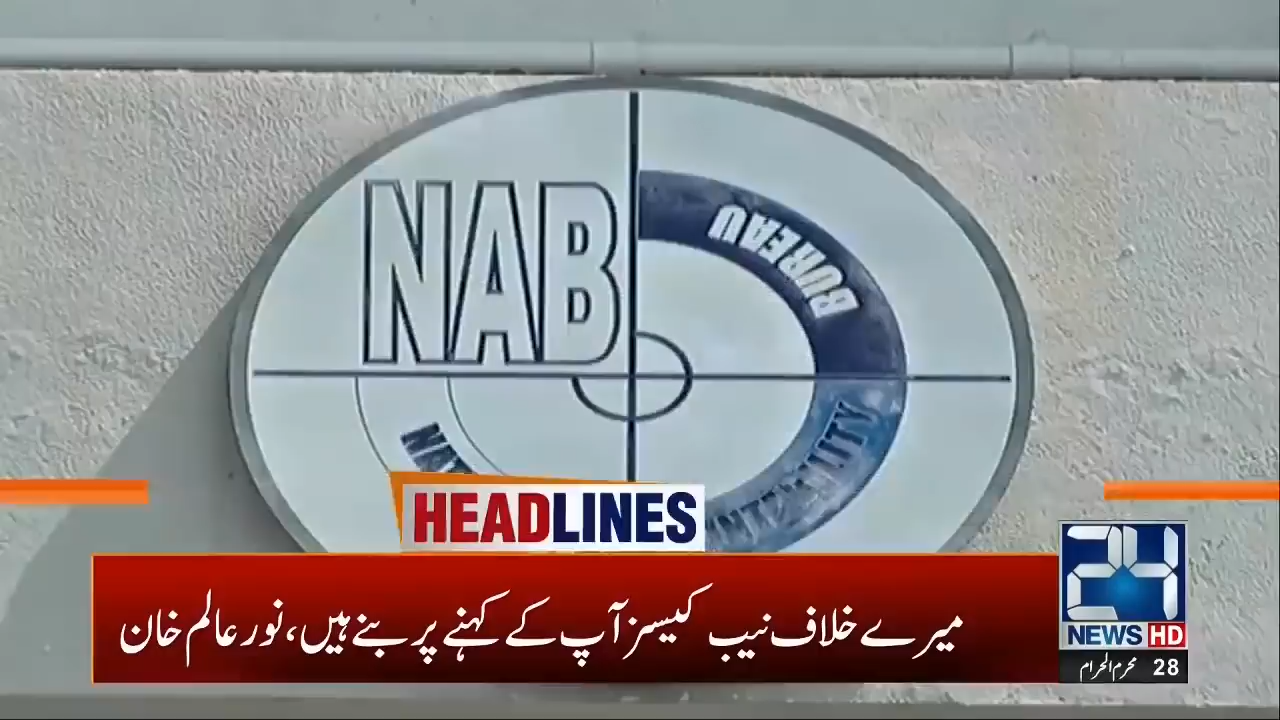 NAB
BUREAU
HEADLINES
میرے خلاف نیب کیسز آپ کے کہنے پر بنے ہیں، نور عالم خان
24
NEWS HD
28 محرم الحرام